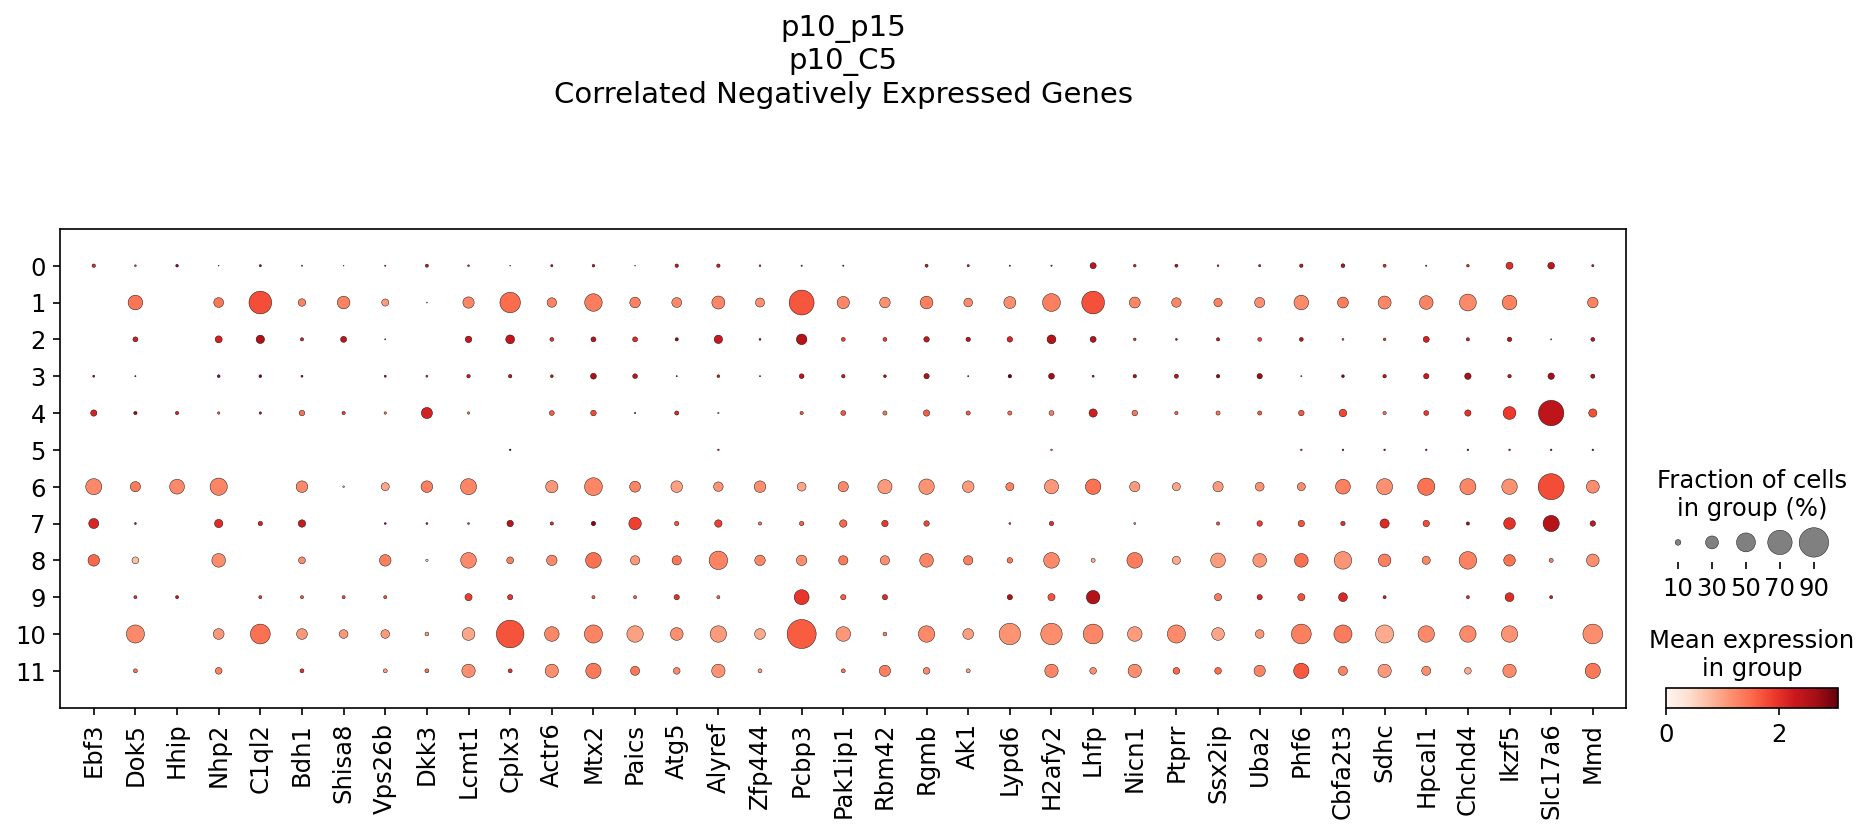 p10_p15
p10_C5
Correlated Negatively Expressed Genes
0
1
2
3
4
5
6
7
8
9
10
11
Ebf3
Dok5
Hhip
Nhp2
C1ql2
Bdh1
Shisa8
Vps26b
Dkk3
Lcmt1
Cplx3
Actr6
Mtx2
Paics
Atg5
Alyref
Zfp444
Pcbp3
Pak1ip1
Rbm42
Rgmb
Ak1
Lypd6
H2afy2
Lhfp
Nicn1
Ptprr
Ssx2ip
Uba2
Phf6
Cbfa2t3
Sdhc
Hpcal1
Chchd4
Ikzf5
Slc17a6
Mmd
Fraction of cells
in group (%)
10 30 50 70 90
Mean expression
in group
0 2